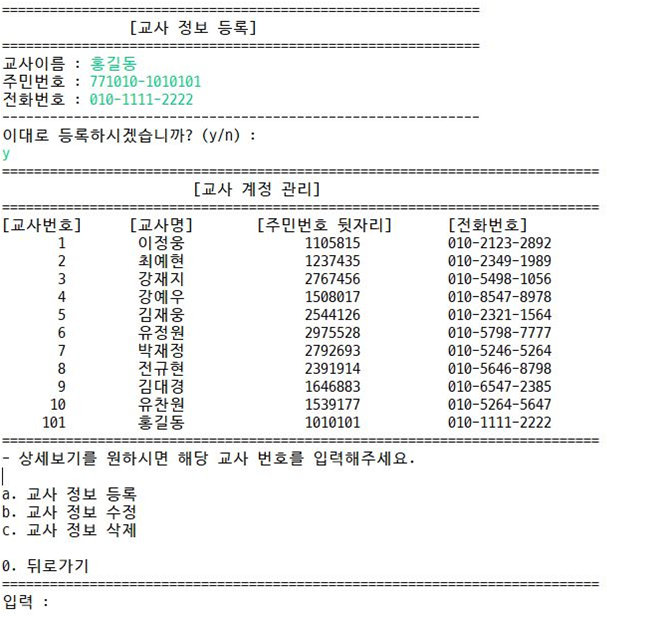 ============================================================
[교사 정보 등록]
============================================================
교사이름 : 홍길동
주민번호 : 771010-1010101
전화번호 : 010-1111-2222
------------------------------------------------------------
이대로 등록하시겠습니까? (y/n) :
y
===========================================================================
[교사 계정 관리]
===========================================================================
[교사번호] [교사명] [주민번호 뒷자리] [전화번호]
1 이정웅 1105815 010-2123-2892
2 최예현 1237435 010-2349-1989
3 강재지 2767456 010-5498-1056
4 강예우 1508017 010-8547-8978
5 김재웅 2544126 010-2321-1564
6 유정원 2975528 010-5798-7777
7 박재정 2792693 010-5246-5264
8 전규현 2391914 010-5646-8798
9 김대경 1646883 010-6547-2385
10 유찬원 1539177 010-5264-5647
101 홍길동 1010101 010-1111-2222
===========================================================================
- 상세보기를 원하시면 해당 교사 번호를 입력해주세요.
a. 교사 정보 등록
b. 교사 정보 수정
c. 교사 정보 삭제
0. 뒤로가기
===========================================================================
입력 :